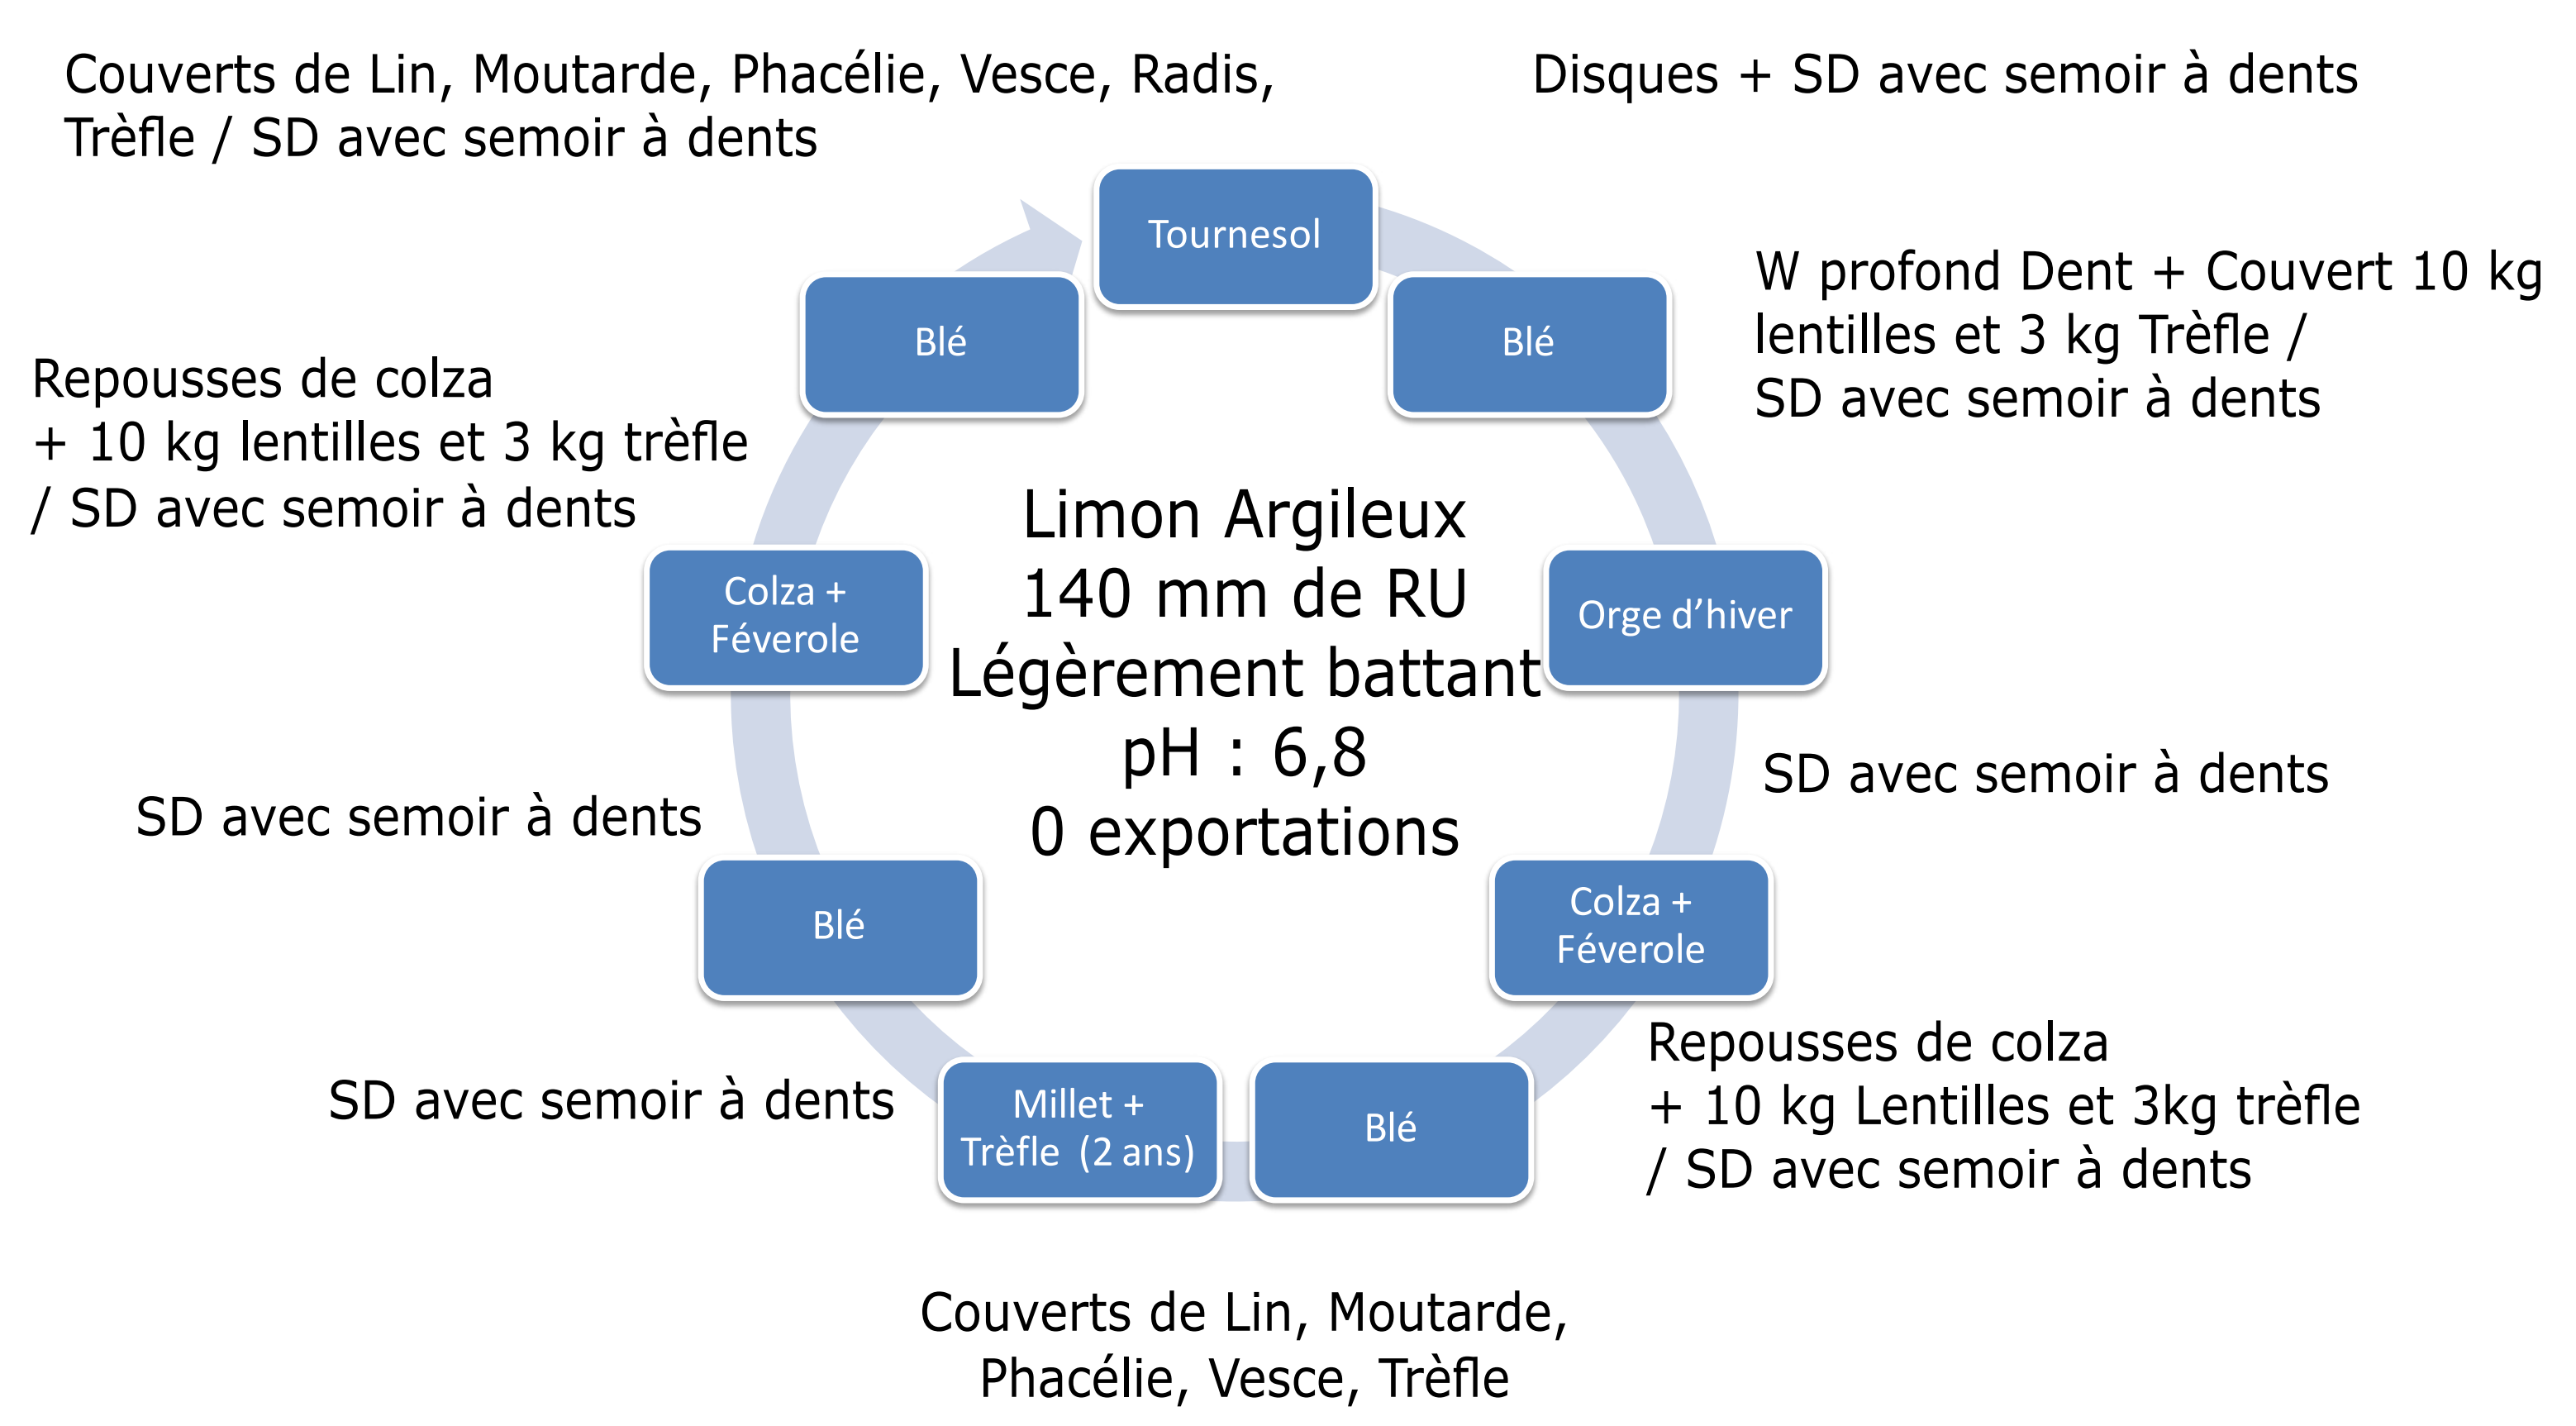 Couverts de Lin, Moutarde, Phacélie, Vesce, Radis,
Trèfle / SD avec semoir à dents
Disques + SD avec semoir à dents
Tournesol
Blé
W profond Dent + Couvert 10 kg
lentilles et 3 kg Trèfle /
SD avec semoir à dents
Orge d’hiver
SD avec semoir à dents
Colza +
Féverole
Repousses de colza
+ 10 kg Lentilles et 3kg trèfle
/ SD avec semoir à dents
Blé
Couverts de Lin, Moutarde,
Phacélie, Vesce, Trèfle
Millet +
Trèfle (2 ans)
SD avec semoir à dents
Blé
SD avec semoir à dents
Colza +
Féverole
Repousses de colza
+ 10 kg lentilles et 3 kg trèfle
/ SD avec semoir à dents
Blé
Limon Argileux
140 mm de RU
Légèrement battant
pH : 6,8
0 exportations